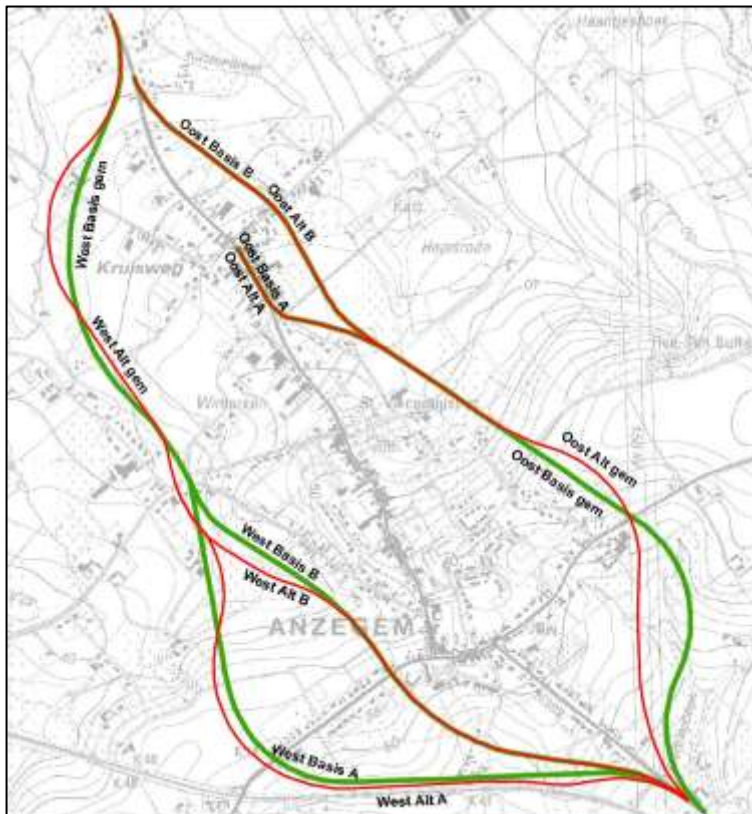 Oost Basis B
Oost Alt B
West Basis gem
Oost Basis A
Oost Alt A
Kruisweg
West Alt gem
Oost Alt gem
Oost Basis gem
West Basis B
West Alt B
ANZEGEM
West Basis A
West Alt A